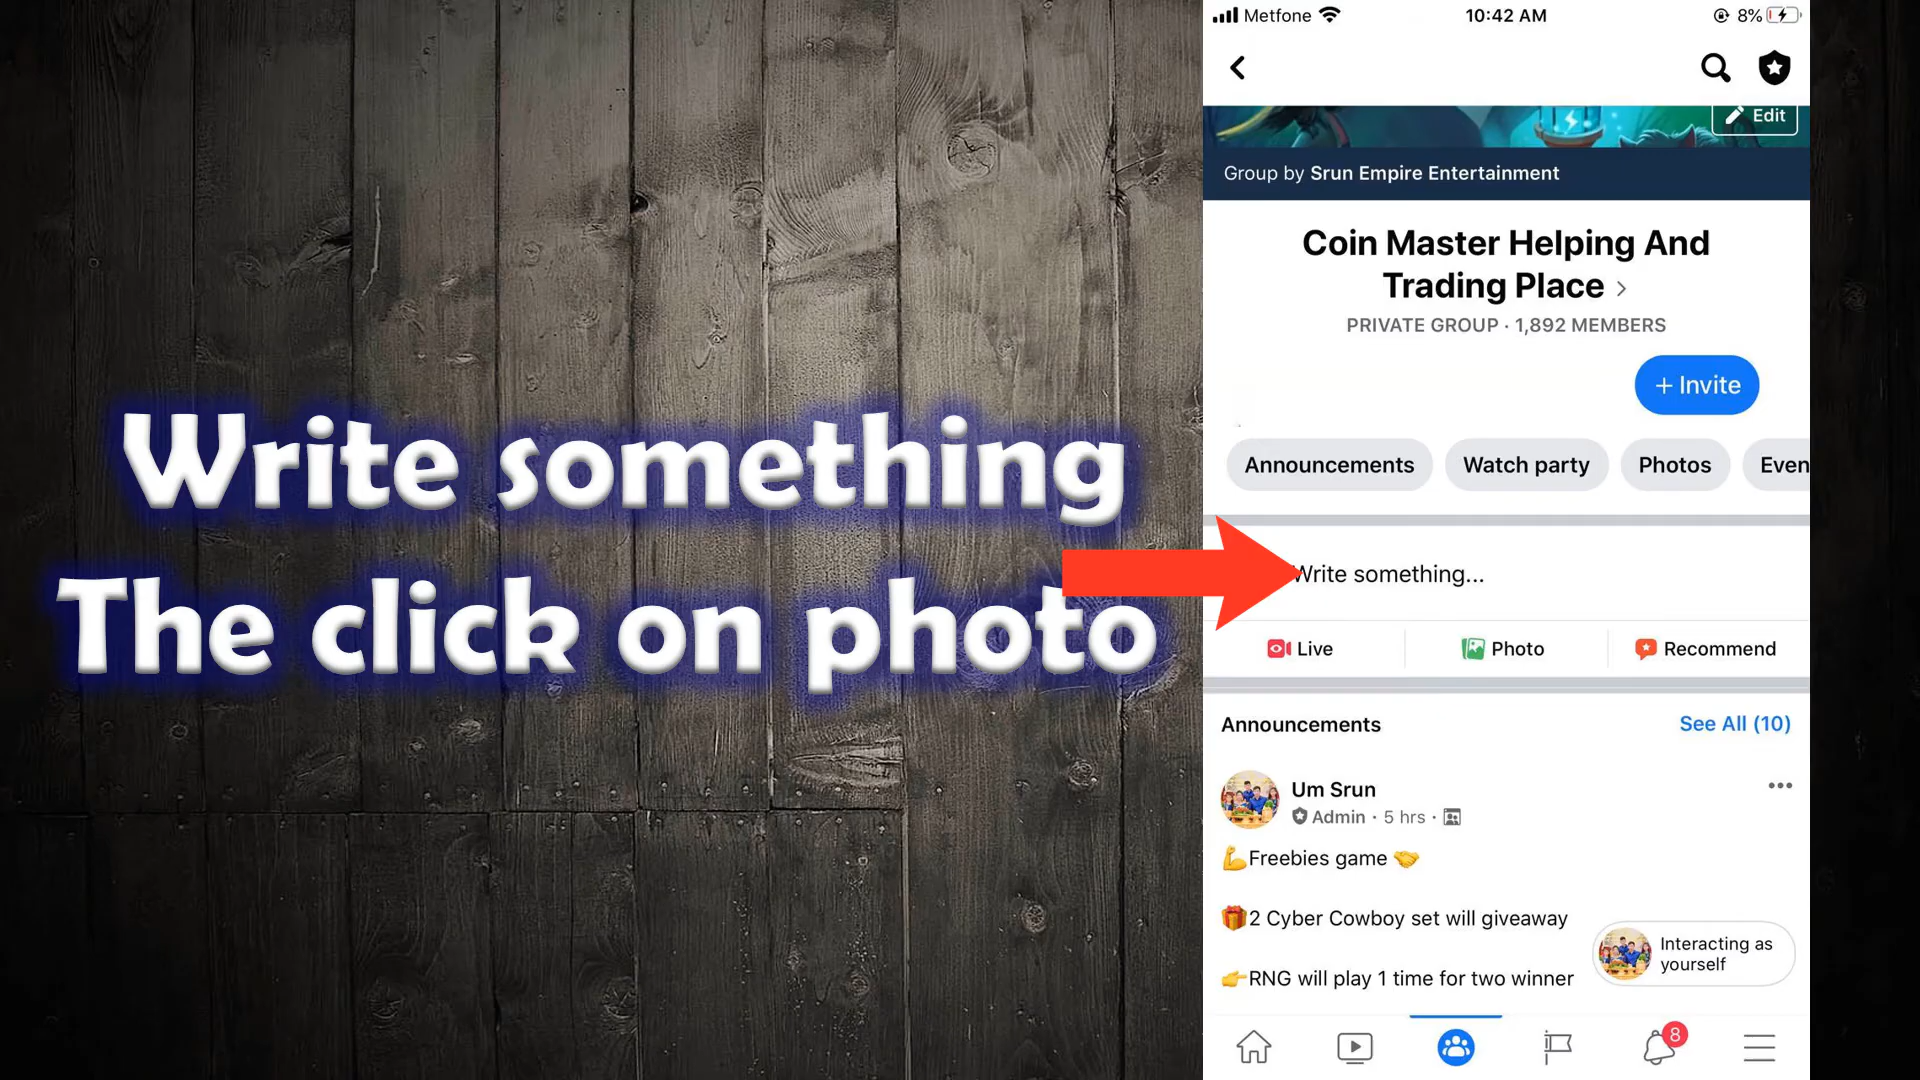 Write something
The click on photo
Metfone
10:42 AM
8%
Edit
Group by Srun Empire Entertainment
Coin Master Helping And
Trading Place >
PRIVATE GROUP · 1,892 MEMBERS
+ Invite
Announcements
Watch party
Photos
Even
Write something...
Live
Photo
Recommend
Announcements
See All (10)
Um Srun
Admin · 5 hrs ·
💪Freebies game 🤝
🎁2 Cyber Cowboy set will giveaway
👉RNG will play 1 time for two winner
Interacting as
yourself
8